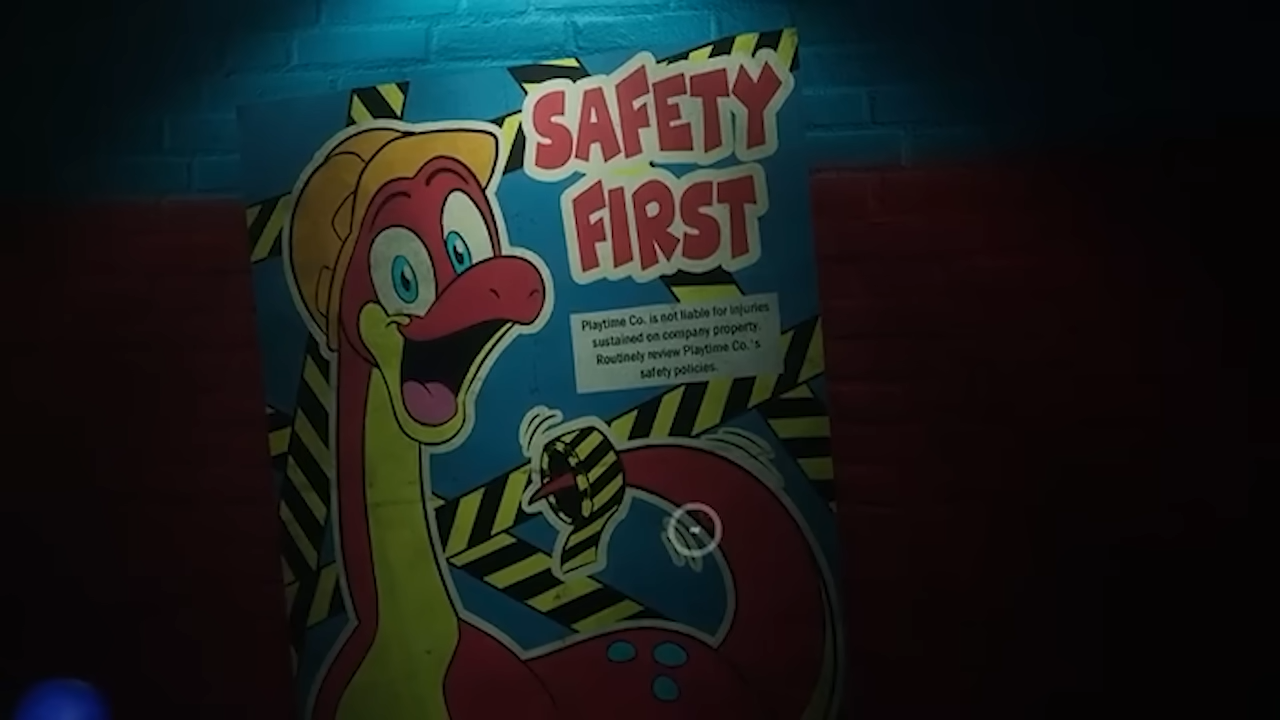 SAFETY
FIRST
Playtime Co. is not liable for injuries
sustained on company property.
Routinely review Playtime Co.'s
safety policies.